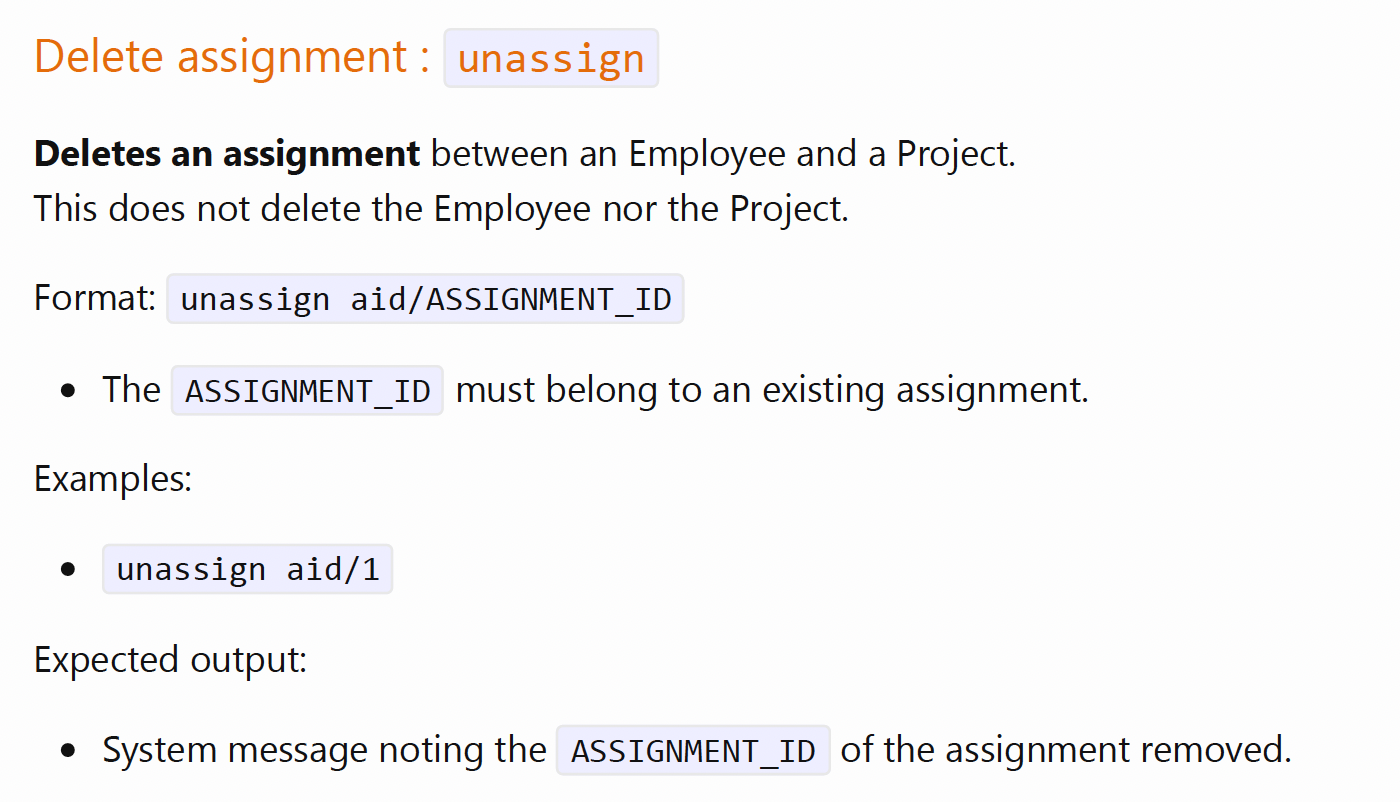 Delete assignment : unassign
Deletes an assignment between an Employee and a Project.
This does not delete the Employee nor the Project.
Format: unassign aid/ASSIGNMENT_ID
• The ASSIGNMENT_ID must belong to an existing assignment.
Examples:
• unassign aid/1
Expected output:
• System message noting the ASSIGNMENT_ID of the assignment removed.